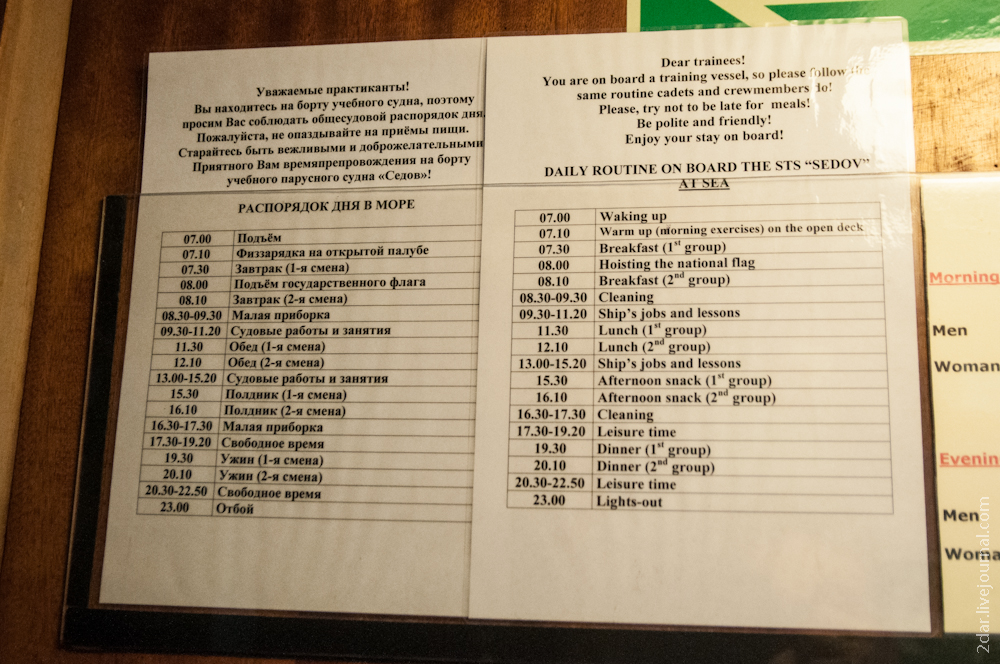 Уважаемые практиканты!
Вы находитесь на борту учебного судна, поэтому
просим Вас соблюдать общесудовой распорядок дня.
Пожалуйста, не опаздывайте на приёмы пищи.
Старайтесь быть вежливыми и доброжелательными
Приятного Вам времяпрепровождения на борту
учебного парусного судна «Седов»!
РАСПОРЯДОК ДНЯ В МОРЕ
07.00 Подъём
07.10 Физзарядка на открытой палубе
07.30 Завтрак (1-я смена)
08.00 Подъём государственного флага
08.10 Завтрак (2-я смена)
08.30-09.30 Малая приборка
09.30-11.20 Судовые работы и занятия
11.30 Обед (1-я смена)
12.10 Обед (2-я смена)
13.00-15.20 Судовые работы и занятия
15.30 Полдник (1-я смена)
16.10 Полдник (2-я смена)
16.30-17.30 Малая приборка
17.30-19.20 Свободное время
19.30 Ужин (1-я смена)
20.10 Ужин (2-я смена)
20.30-22.50 Свободное время
23.00 Отбой
Dear trainees!
You are on board a training vessel, so please follow the
same routine cadets and crewmembers do!
Please, try not to be late for meals!
Be polite and friendly!
Enjoy your stay on board!
DAILY ROUTINE ON BOARD THE STS “SEDOV”
AT SEA
07.00 Waking up
07.10 Warm up (morning exercises) on the open deck
07.30 Breakfast (1st group)
08.00 Hoisting the national flag
08.10 Breakfast (2nd group)
08.30-09.30 Cleaning
09.30-11.20 Ship’s jobs and lessons
11.30 Lunch (1st group)
12.10 Lunch (2nd group)
13.00-15.20 Ship’s jobs and lessons
15.30 Afternoon snack (1st group)
16.10 Afternoon snack (2nd group)
16.30-17.30 Cleaning
17.30-19.20 Leisure time
19.30 Dinner (1st group)
20.10 Dinner (2nd group)
20.30-22.50 Leisure time
23.00 Lights-out
Morning
Men
Woman
Evenin
Men
Woma
2dar.livejournal.com